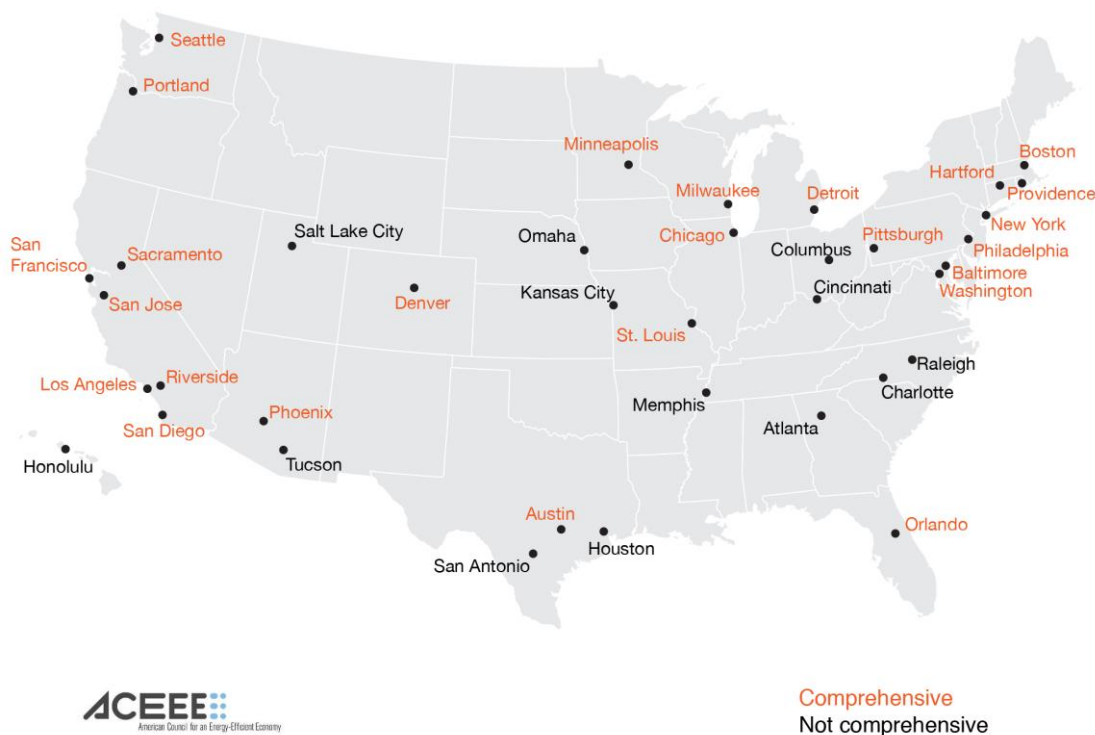 Seattle
Portland
Minneapolis
Boston
Hartford
Milwaukee
Detroit
Providence
New York
Salt Lake City
Omaha
Chicago
Columbus
Pittsburgh
Philadelphia
San
Francisco
Sacramento
Baltimore
Washington
Kansas City
Cincinnati
San Jose
Denver
St. Louis
Raleigh
Los Angeles
Riverside
Memphis
Charlotte
Phoenix
San Diego
Atlanta
Honolulu
Tucson
Austin
Orlando
Houston
San Antonio
ACEEE
American Council for an Energy-Efficient Economy
Comprehensive
Not comprehensive